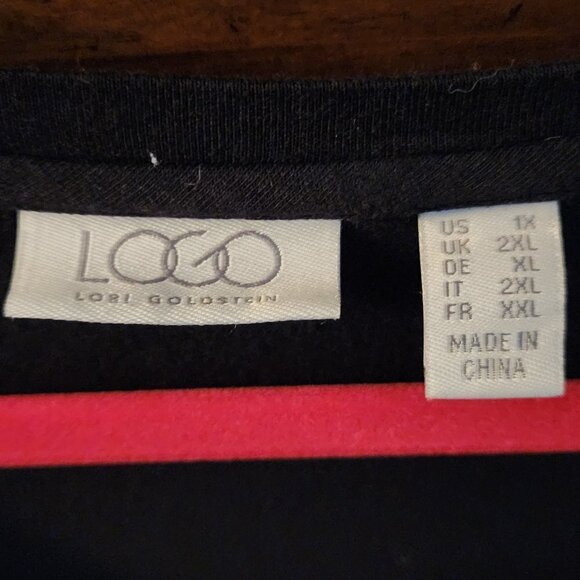 LOGO
LORI GOLDSTEIN
US 1X
UK 2XL
DE XL
IT 2XL
FR XXL
MADE IN
CHINA